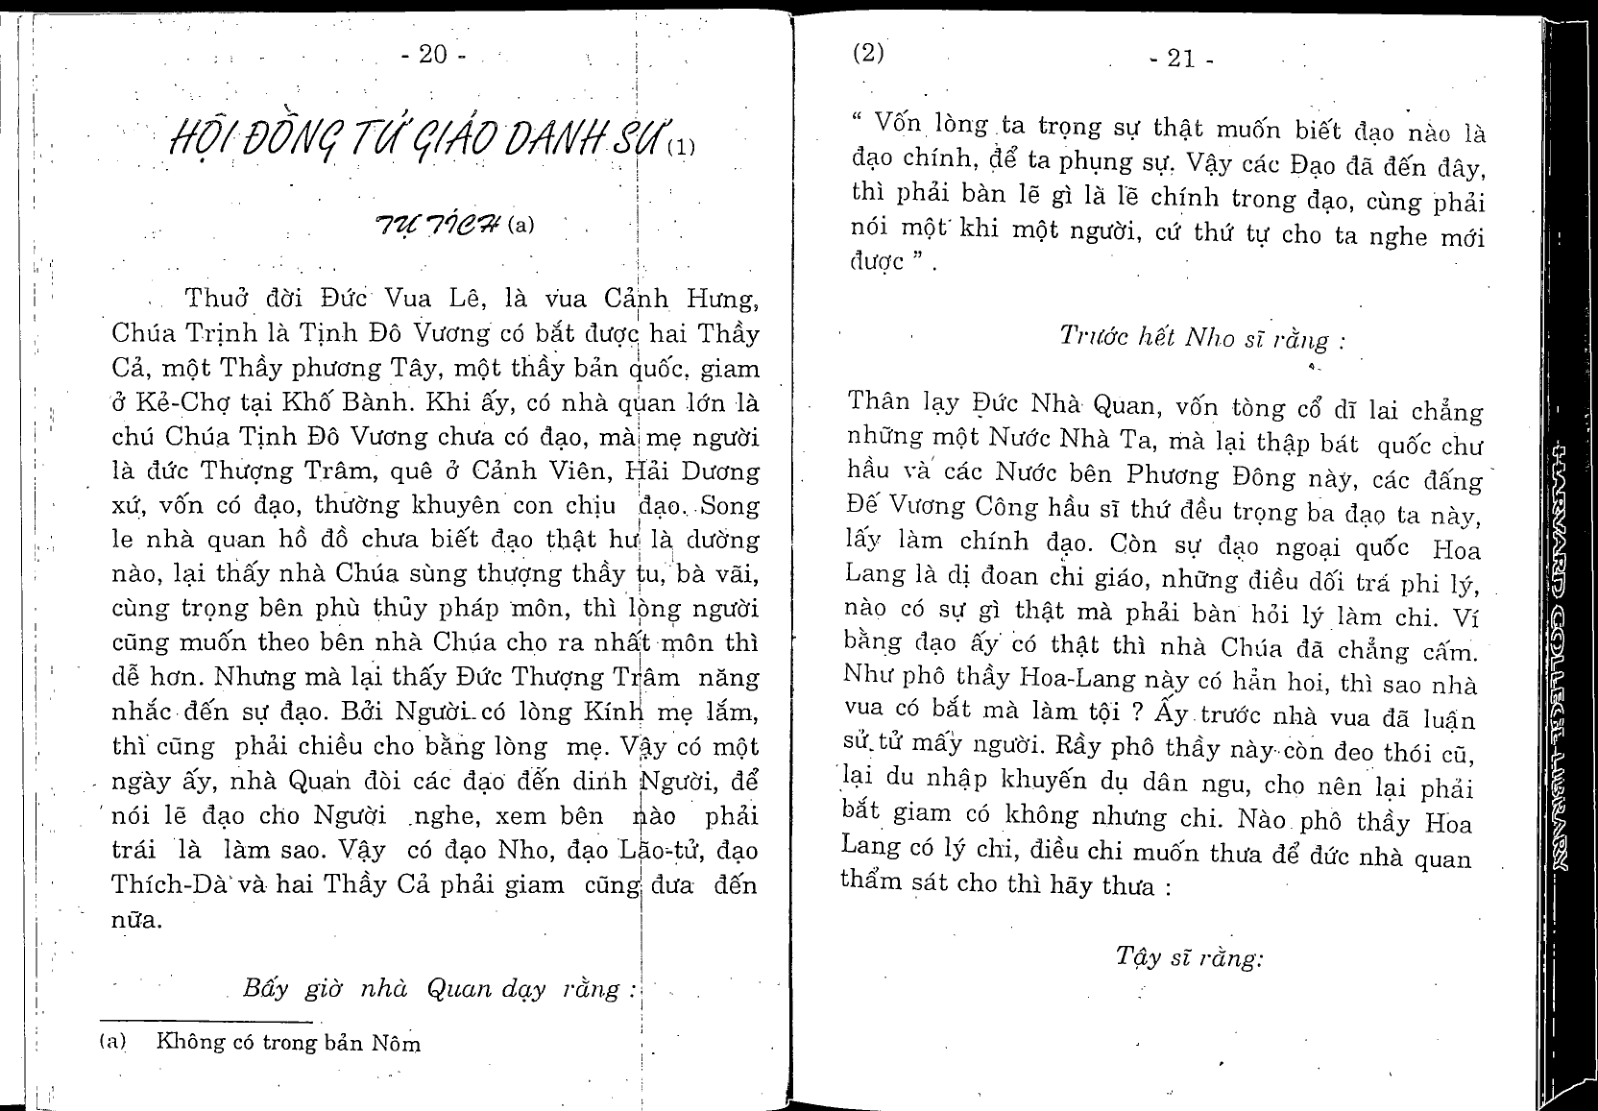 - 20 -
HỘI ĐỒNG TỨ GIÁO DANH SƯ (1)
TỰ TÍCH (a)
Thuở đời Đức Vua Lê, là vua Cảnh Hưng,
Chúa Trịnh là Tịnh Đô Vương có bắt được hai Thầy
Cả, một Thầy phương Tây, một thầy bản quốc, giam
ở Kẻ-Chợ tại Khố Bành. Khi ấy, có nhà quan lớn là
chú Chúa Tịnh Đô Vương chưa có đạo, mà mẹ người
là đức Thượng Trâm, quê ở Cảnh Viên, Hải Dương
xứ, vốn có đạo, thường khuyên con chịu đạo. Song
le nhà quan hồ đồ chưa biết đạo thật hư là dường
nào, lại thấy nhà Chúa sùng thượng thầy tu, bà vãi,
cùng trọng bên phù thủy pháp môn, thì lòng người
cũng muốn theo bên nhà Chúa cho ra nhất môn thì
dễ hơn. Nhưng mà lại thấy Đức Thượng Trâm năng
nhắc đến sự đạo. Bởi Người có lòng Kính mẹ lắm,
thì cũng phải chiều cho bằng lòng mẹ. Vậy có một
ngày ấy, nhà Quan đòi các đạo đến dinh Người, để
nói lẽ đạo cho Người nghe, xem bên nào phải
trái là làm sao. Vậy có đạo Nho, đạo Lão-tử, đạo
Thích-Dà và hai Thầy Cả phải giam cũng đưa đến
nữa.
Bấy giờ nhà Quan dạy rằng :
(a) Không có trong bản Nôm
(2)
- 21 -
“ Vốn lòng ta trọng sự thật muốn biết đạo nào là
đạo chính, để ta phụng sự. Vậy các Đạo đã đến đây,
thì phải bàn lẽ gì là lẽ chính trong đạo, cùng phải
nói một khi một người, cứ thứ tự cho ta nghe mới
được ” .
Trước hết Nho sĩ rằng :
Thân lạy Đức Nhà Quan, vốn tòng cổ dĩ lai chẳng
những một Nước Nhà Ta, mà lại thập bát quốc chư
hầu và các Nước bên Phương Đông này, các đấng
Đế Vương Công hầu sĩ thứ đều trọng ba đạo ta này,
lấy làm chính đạo. Còn sự đạo ngoại quốc Hoa
Lang là dị đoan chi giáo, những điều dối trá phi lý,
nào có sự gì thật mà phải bàn hỏi lý làm chi. Ví
bằng đạo ấy có thật thì nhà Chúa đã chẳng cấm.
Như phô thầy Hoa-Lang này có hẳn hoi, thì sao nhà
vua có bắt mà làm tội ? Ấy trước nhà vua đã luận
sử tử mấy người. Rầy phô thầy này còn đeo thói cũ,
lại du nhập khuyến dụ dân ngu, cho nên lại phải
bắt giam có không nhưng chi. Nào phô thầy Hoa
Lang có lý chi, điều chi muốn thưa để đức nhà quan
thẩm sát cho thì hãy thưa :
Tây sĩ rằng:
HARVARD COLLEGE LIBRARY